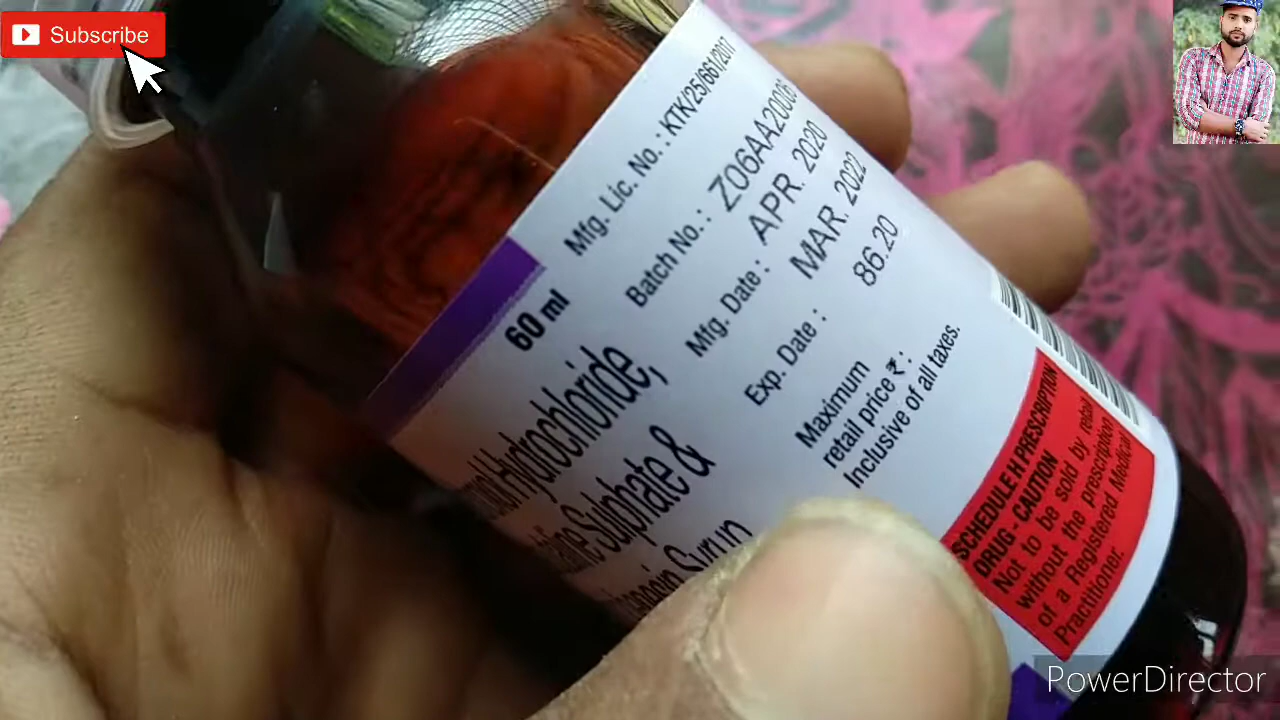 Subscribe
Mfg. Lic. No. : KTK/25/661/2017
Batch No. : Z06AA20006
Mfg. Date : APR. 2020
Exp. Date : MAR. 2022
Maximum
retail price ₹ : 86.20
Inclusive of all taxes.
60 ml
Hydrochloride,
Sulphate &
Syrup
SCHEDULE H PRESCRIPTION
DRUG - CAUTION
Not to be sold by retail
without the prescription
of a Registered Medical
Practitioner.
PowerDirector